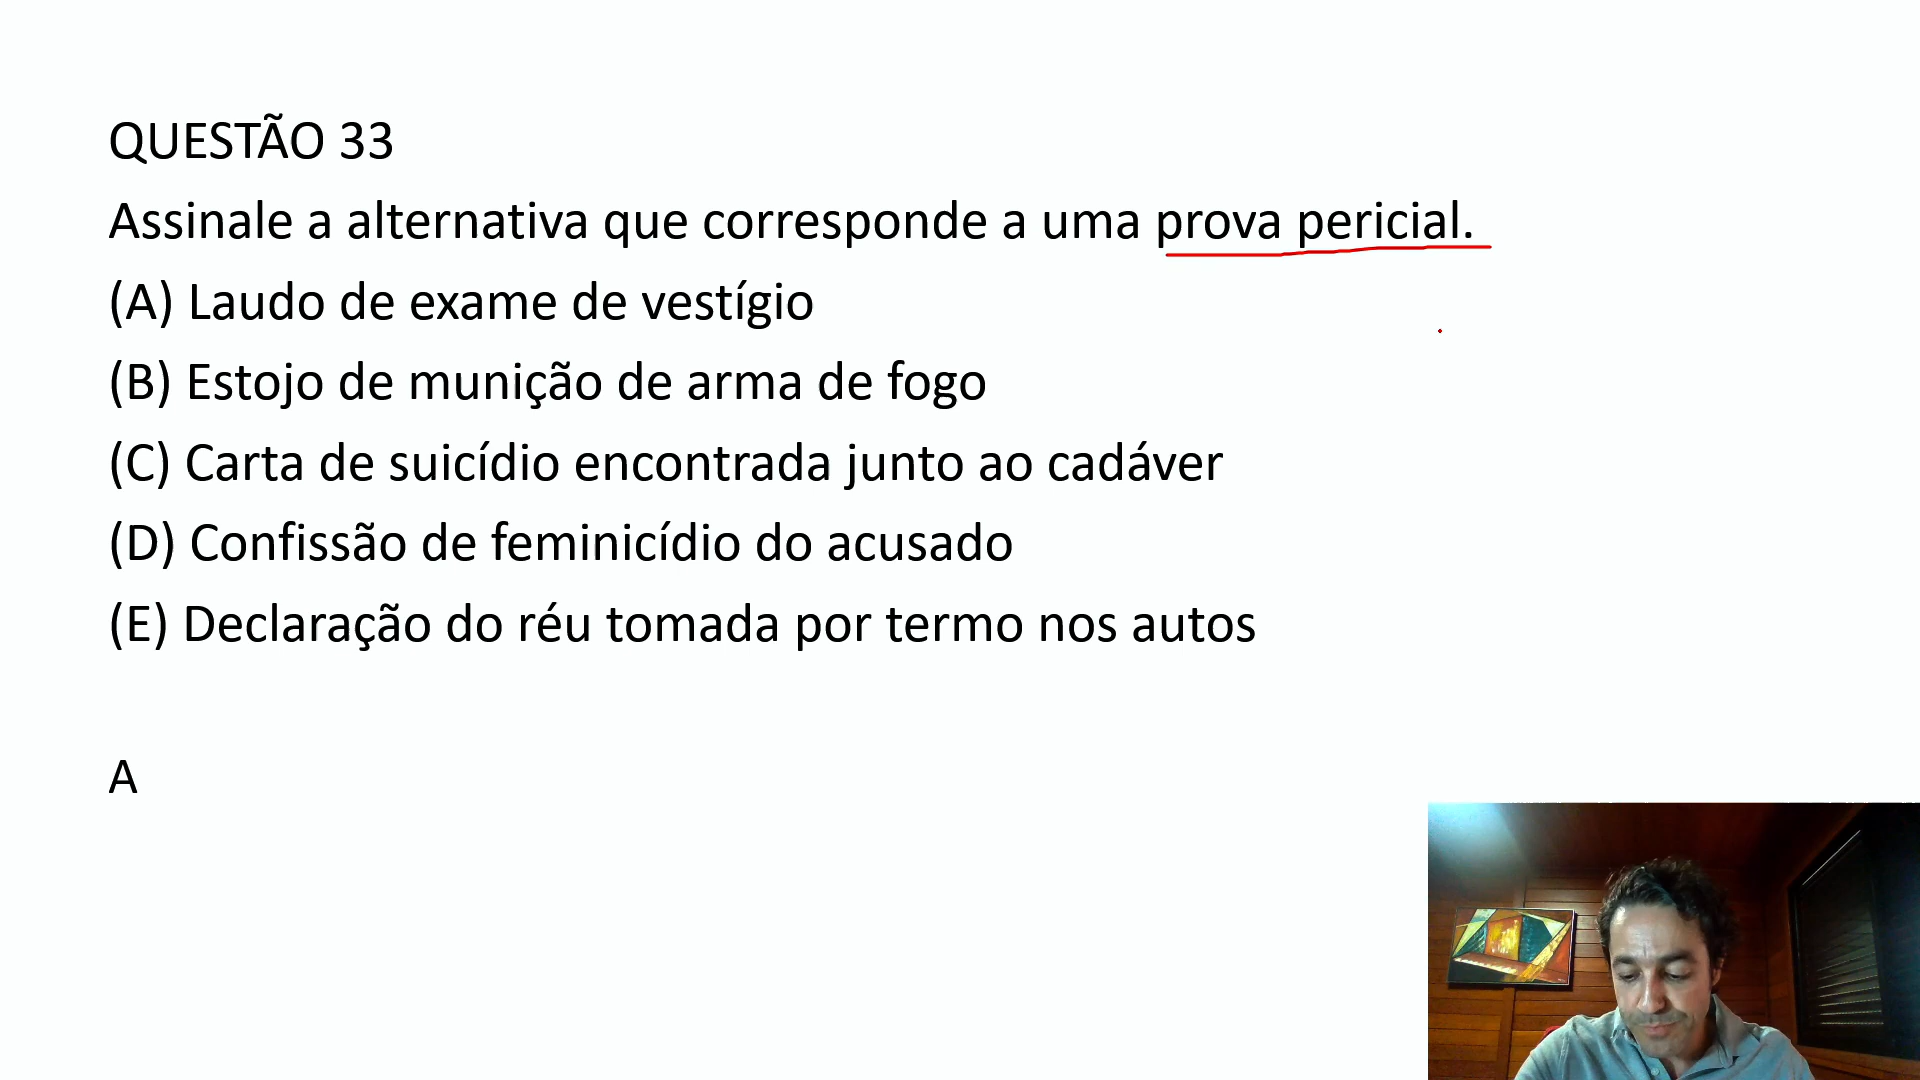 QUESTÃO 33
Assinale a alternativa que corresponde a uma prova pericial.
(A) Laudo de exame de vestígio
(B) Estojo de munição de arma de fogo
(C) Carta de suicídio encontrada junto ao cadáver
(D) Confissão de feminicídio do acusado
(E) Declaração do réu tomada por termo nos autos
A